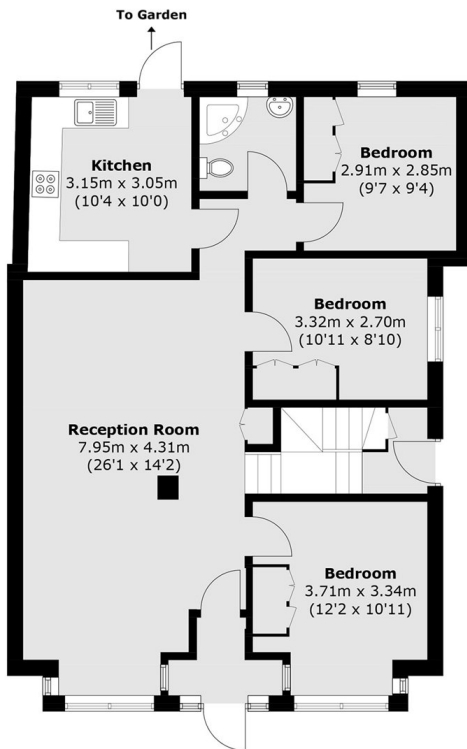 To Garden
Kitchen
3.15m x 3.05m
(10'4 x 10'0)
Bedroom
2.91m x 2.85m
(9'7 x 9'4)
Bedroom
3.32m x 2.70m
(10'11 x 8'10)
Reception Room
7.95m x 4.31m
(26'1 x 14'2)
Bedroom
3.71m x 3.34m
(12'2 x 10'11)